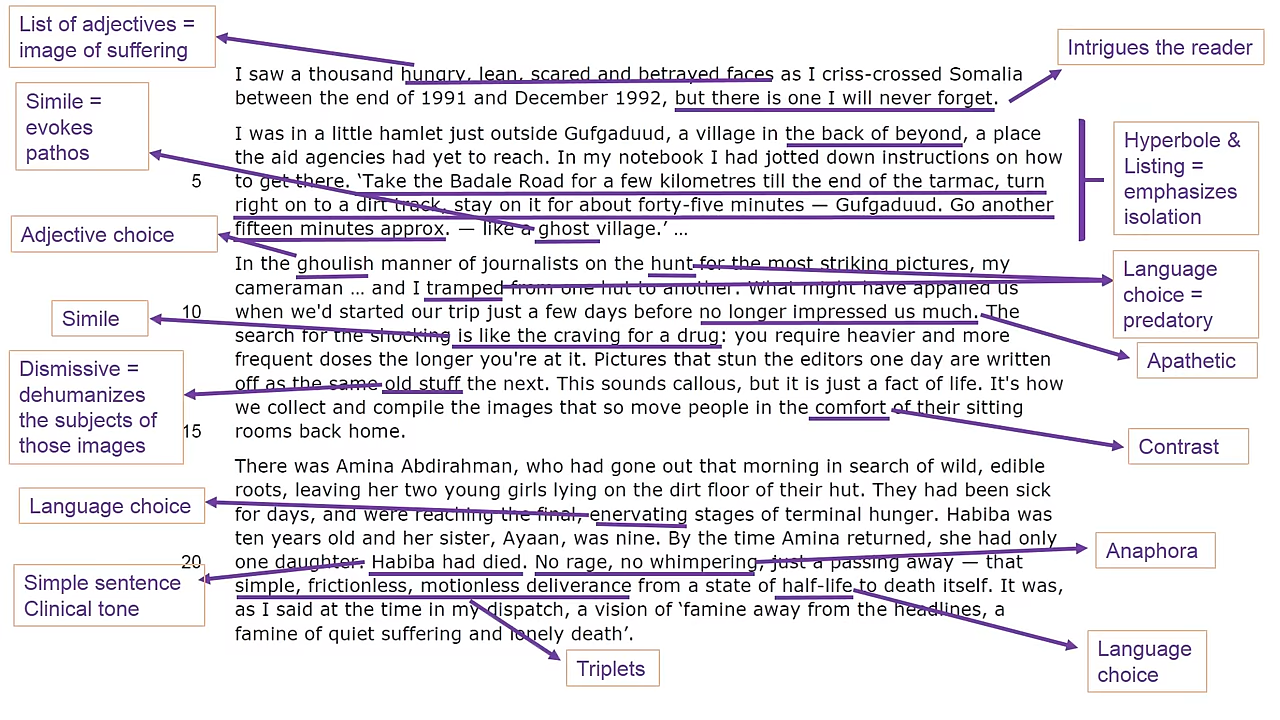 List of adjectives =
image of suffering
Intrigues the reader
I saw a thousand hungry, lean, scared and betrayed faces as I criss-crossed Somalia
between the end of 1991 and December 1992, but there is one I will never forget.
Simile =
evokes
pathos
Hyperbole &
Listing =
emphasizes
isolation
I was in a little hamlet just outside Gufgaduud, a village in the back of beyond, a place
the aid agencies had yet to reach. In my notebook I had jotted down instructions on how
5 to get there. ‘Take the Badale Road for a few kilometres till the end of the tarmac, turn
right on to a dirt track, stay on it for about forty-five minutes — Gufgaduud. Go another
fifteen minutes approx. — like a ghost village.’ ...
Adjective choice
Language
choice =
predatory
In the ghoulish manner of journalists on the hunt for the most striking pictures, my
cameraman ... and I tramped from one hut to another. What might have appalled us
10 when we'd started our trip just a few days before no longer impressed us much. The
search for the shocking is like the craving for a drug: you require heavier and more
frequent doses the longer you're at it. Pictures that stun the editors one day are written
off as the same old stuff the next. This sounds callous, but it is just a fact of life. It's how
we collect and compile the images that so move people in the comfort of their sitting
15 rooms back home.
Simile
Apathetic
Dismissive =
dehumanizes
the subjects of
those images
Contrast
There was Amina Abdirahman, who had gone out that morning in search of wild, edible
roots, leaving her two young girls lying on the dirt floor of their hut. They had been sick
for days, and were reaching the final, enervating stages of terminal hunger. Habiba was
ten years old and her sister, Ayaan, was nine. By the time Amina returned, she had only
20 one daughter. Habiba had died. No rage, no whimpering, just a passing away — that
simple, frictionless, motionless deliverance from a state of half-life to death itself. It was,
as I said at the time in my dispatch, a vision of ‘famine away from the headlines, a
famine of quiet suffering and lonely death’.
Language choice
Anaphora
Simple sentence
Clinical tone
Triplets
Language
choice